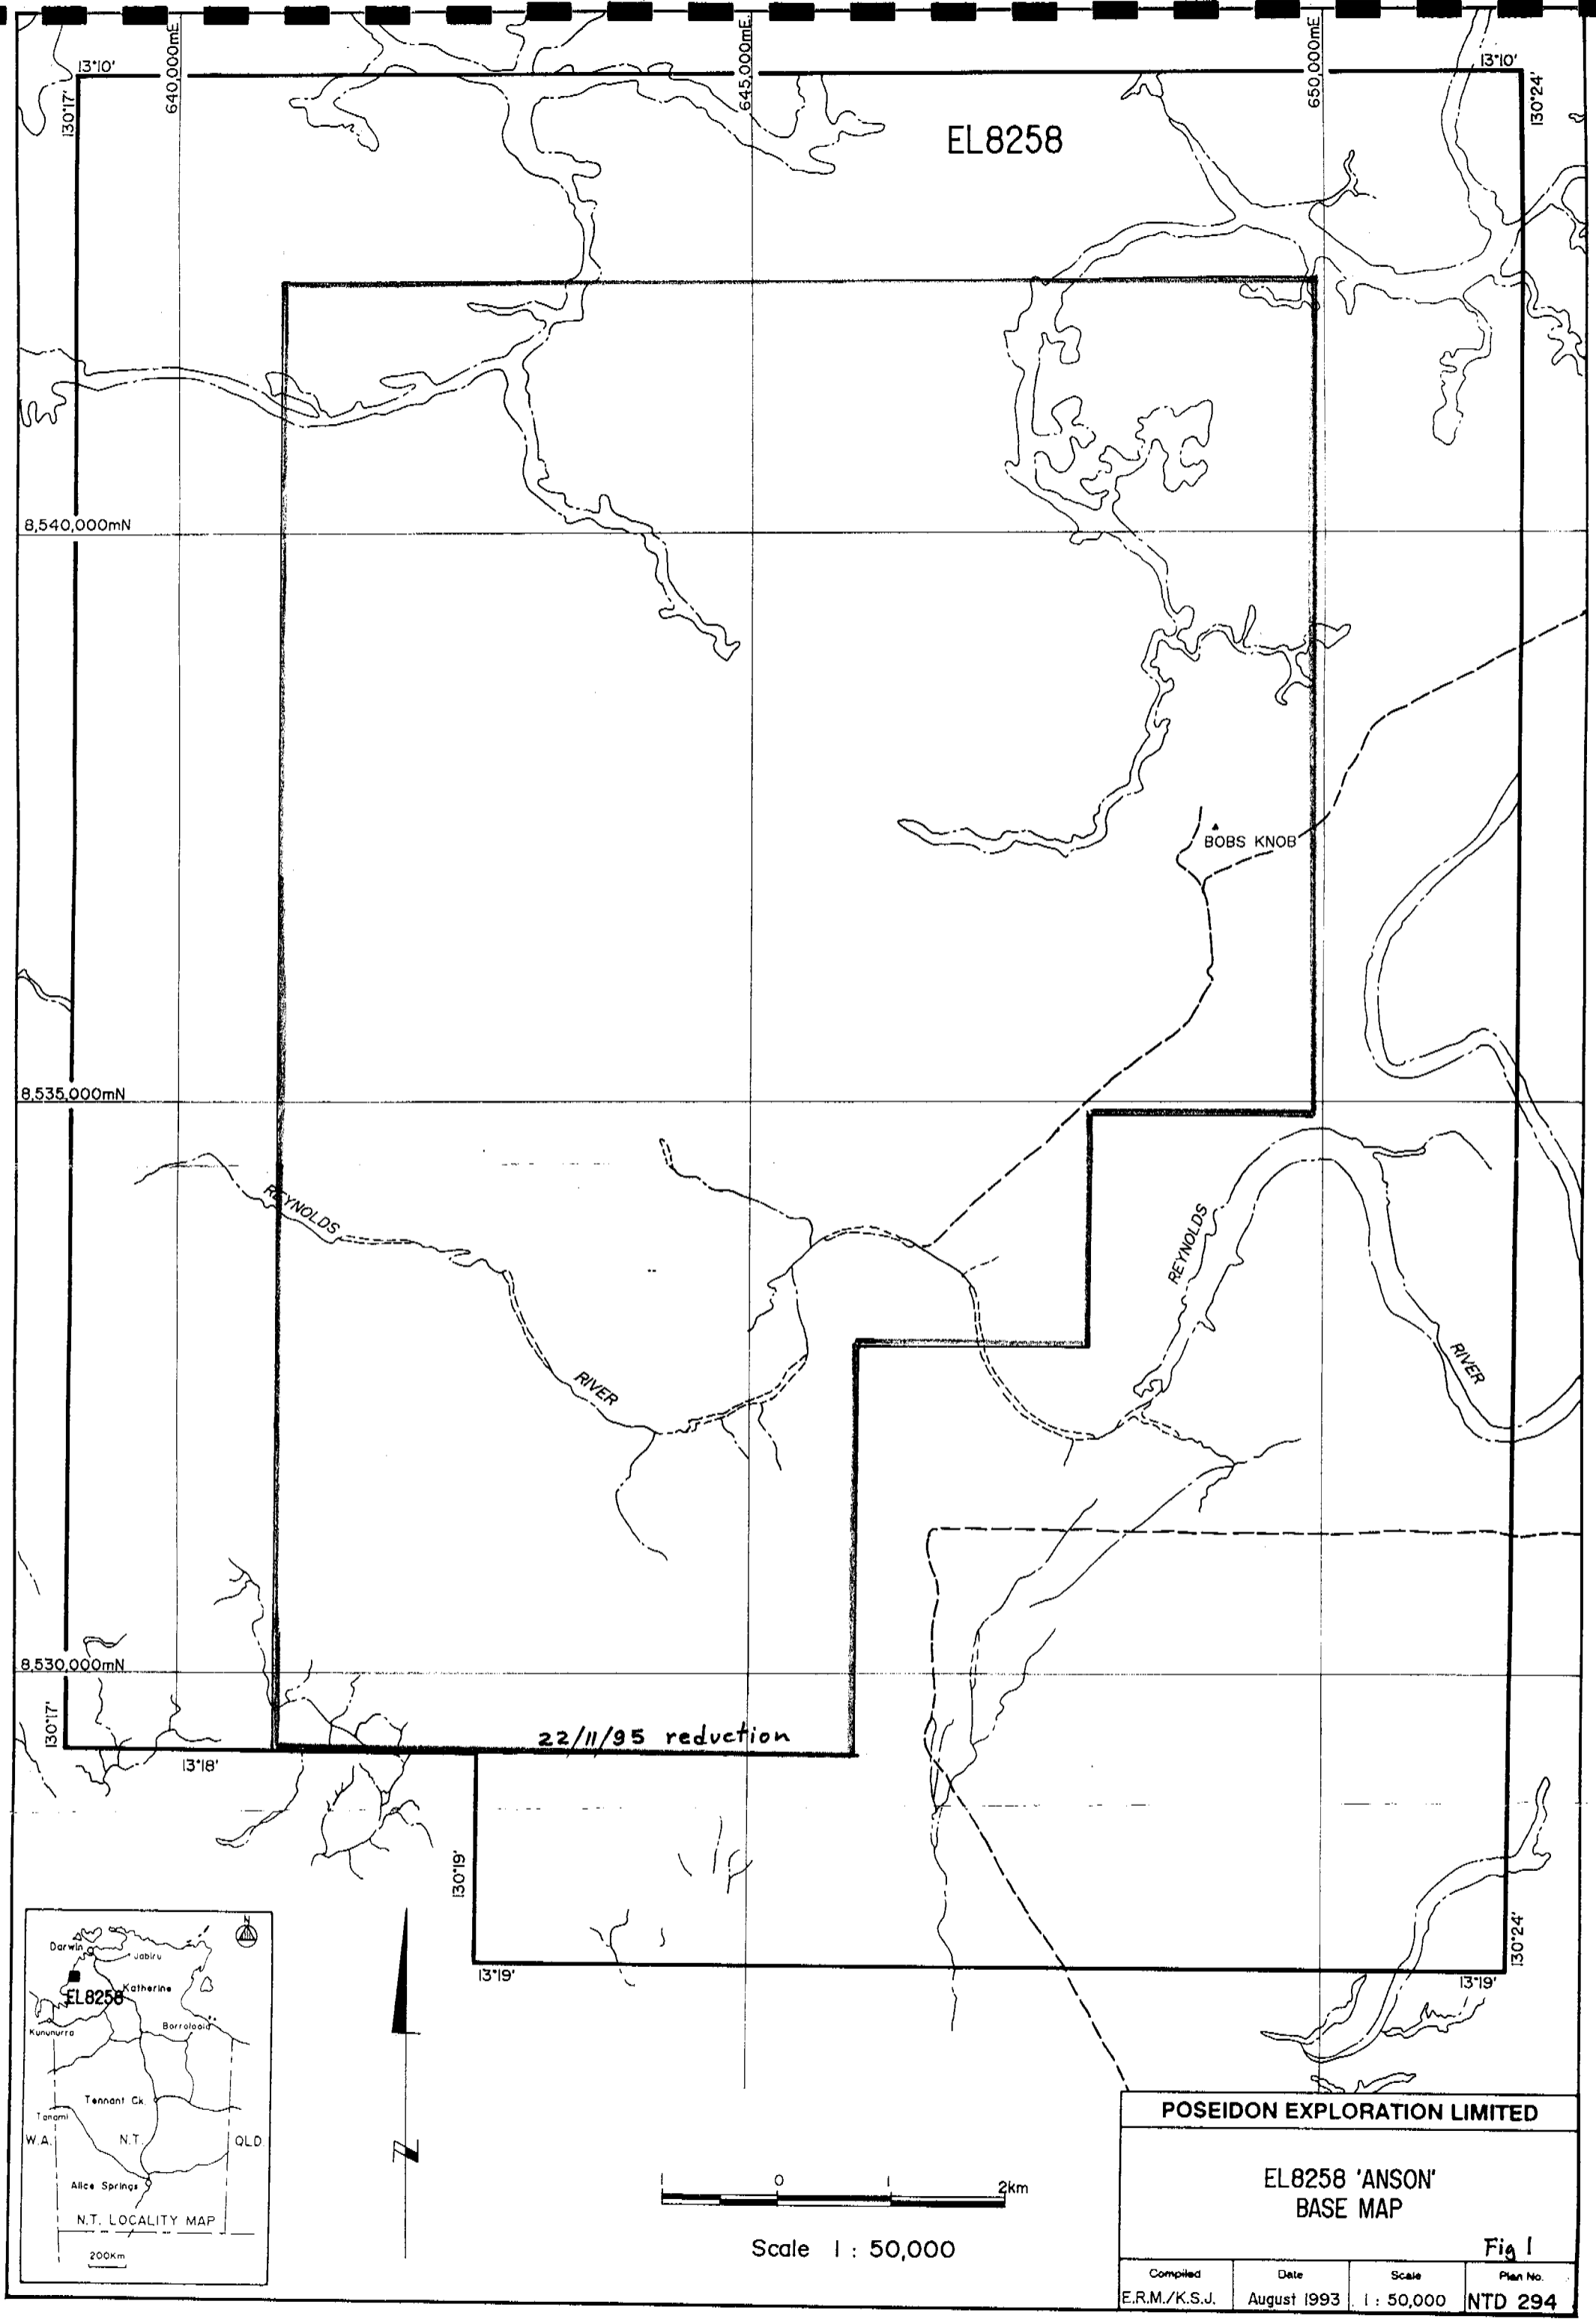 640,000mE
645,000mE
650,000mE
13°10'
13°10'
130°17'
130°24'
EL8258
8,540,000mN
BOBS KNOB
8,535,000mN
REYNOLDS
RIVER
REYNOLDS
RIVER
8,530,000mN
130°17'
22/11/95 reduction
13°18'
130°19'
130°24'
13°19'
13°19'
N
Darwin
Jabiru
Katherine
EL8258
Kununurra
Borroloola
Tennant Ck.
Tanami
W.A.
N.T.
QLD.
Alice Springs
N.T. LOCALITY MAP
200Km
N
1 0 1 2km
Scale 1 : 50,000
POSEIDON EXPLORATION LIMITED
EL8258 'ANSON'
BASE MAP
Fig 1
Compiled Date Scale Plan No.
E.R.M./K.S.J. August 1993 1 : 50,000 NTD 294